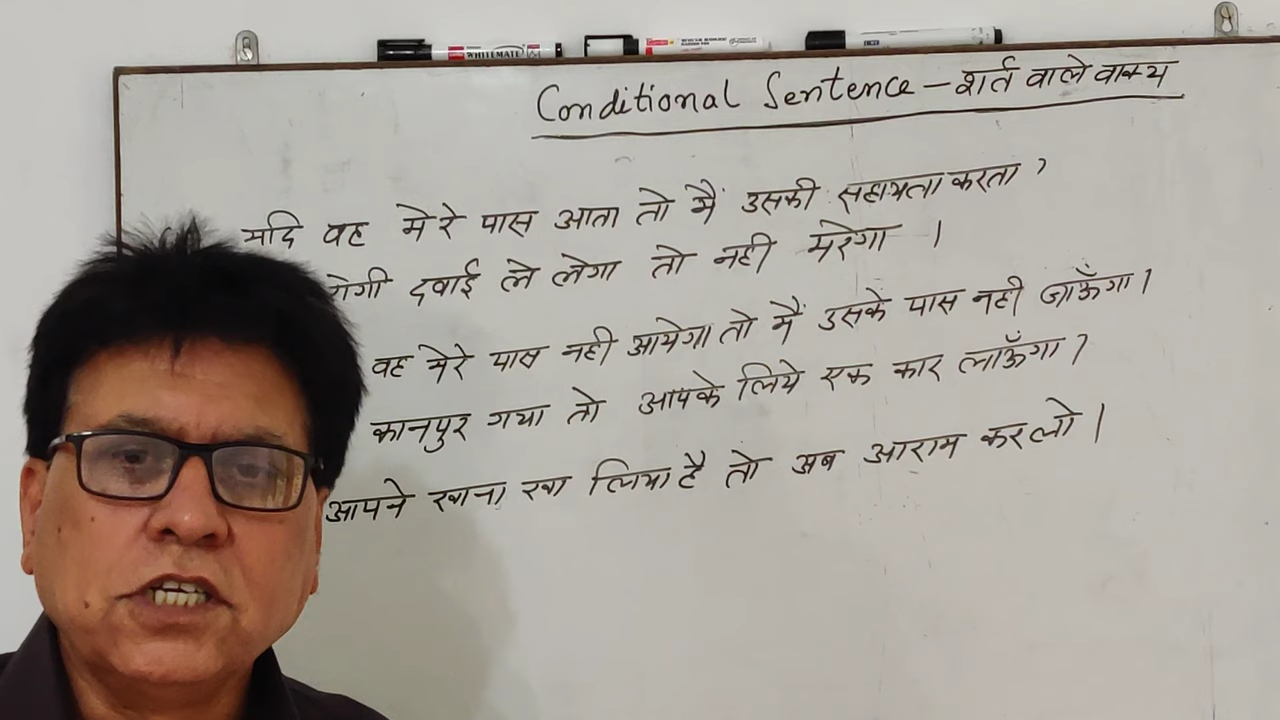 WHITEMATE
Conditional Sentence – शर्त वाले वाक्य
यदि वह मेरे पास आता तो मैं उसकी सहायता करता ?
रोगी दवाई ले लेगा तो नही मरेगा ।
वह मेरे पास नही आयेगा तो मैं उसके पास नही जाऊँगा ।
कानपुर गया तो आपके लिये एक कार लाऊँगा ?
आपने खाना खा लिया है तो अब आराम कर लो ।